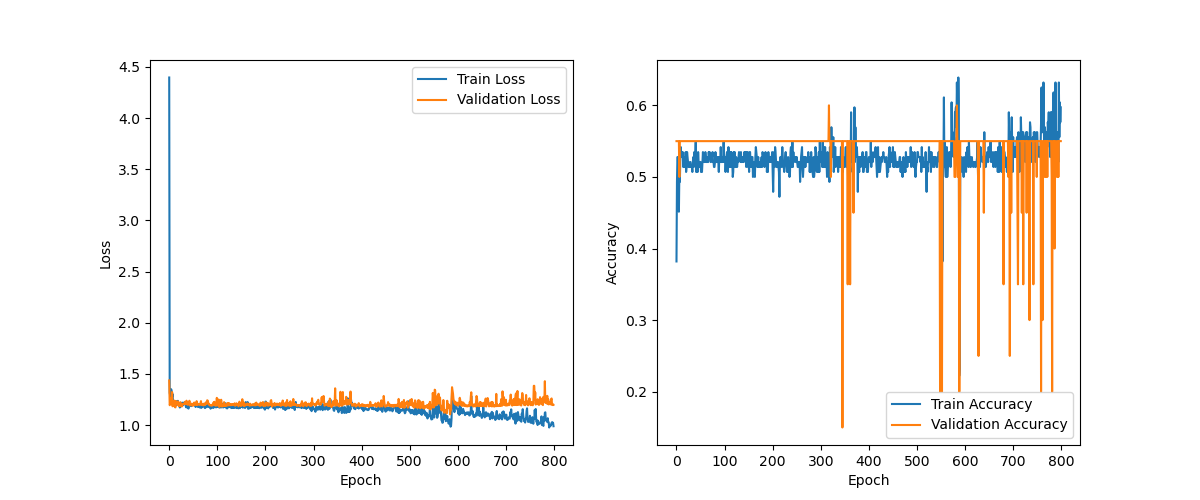 4.5
4.0
3.5
3.0
2.5
2.0
1.5
1.0
Loss
0 100 200 300 400 500 600 700 800
Epoch
Train Loss
Validation Loss
0.6
0.5
0.4
0.3
0.2
Accuracy
0 100 200 300 400 500 600 700 800
Epoch
Train Accuracy
Validation Accuracy